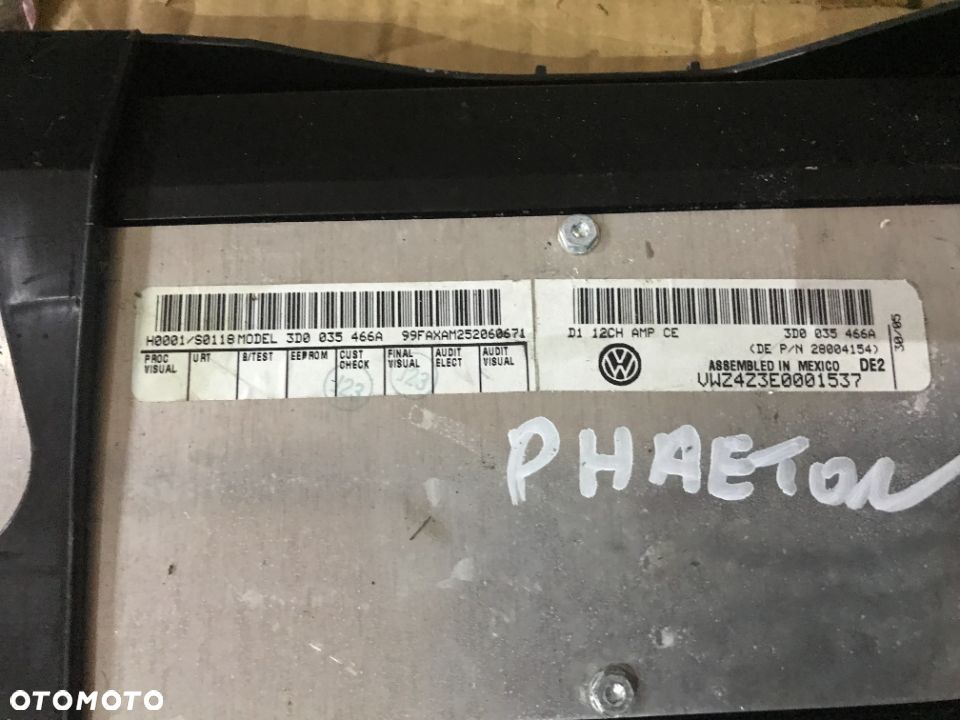 H0001/S0118 MODEL 3D0 035 466A 99FAXAM252060671
PROC VISUAL
URT
B/TEST
EEPROM
CUST CHECK
FINAL VISUAL
AUDIT ELECT
AUDIT VISUAL
J23
J23
D1 12CH AMP CE 3D0 035 466A
(DE P/N 28004154)
ASSEMBLED IN MEXICO DE2
VWZ4Z3E0001537
30/05
PHAETON
OTOMOTO